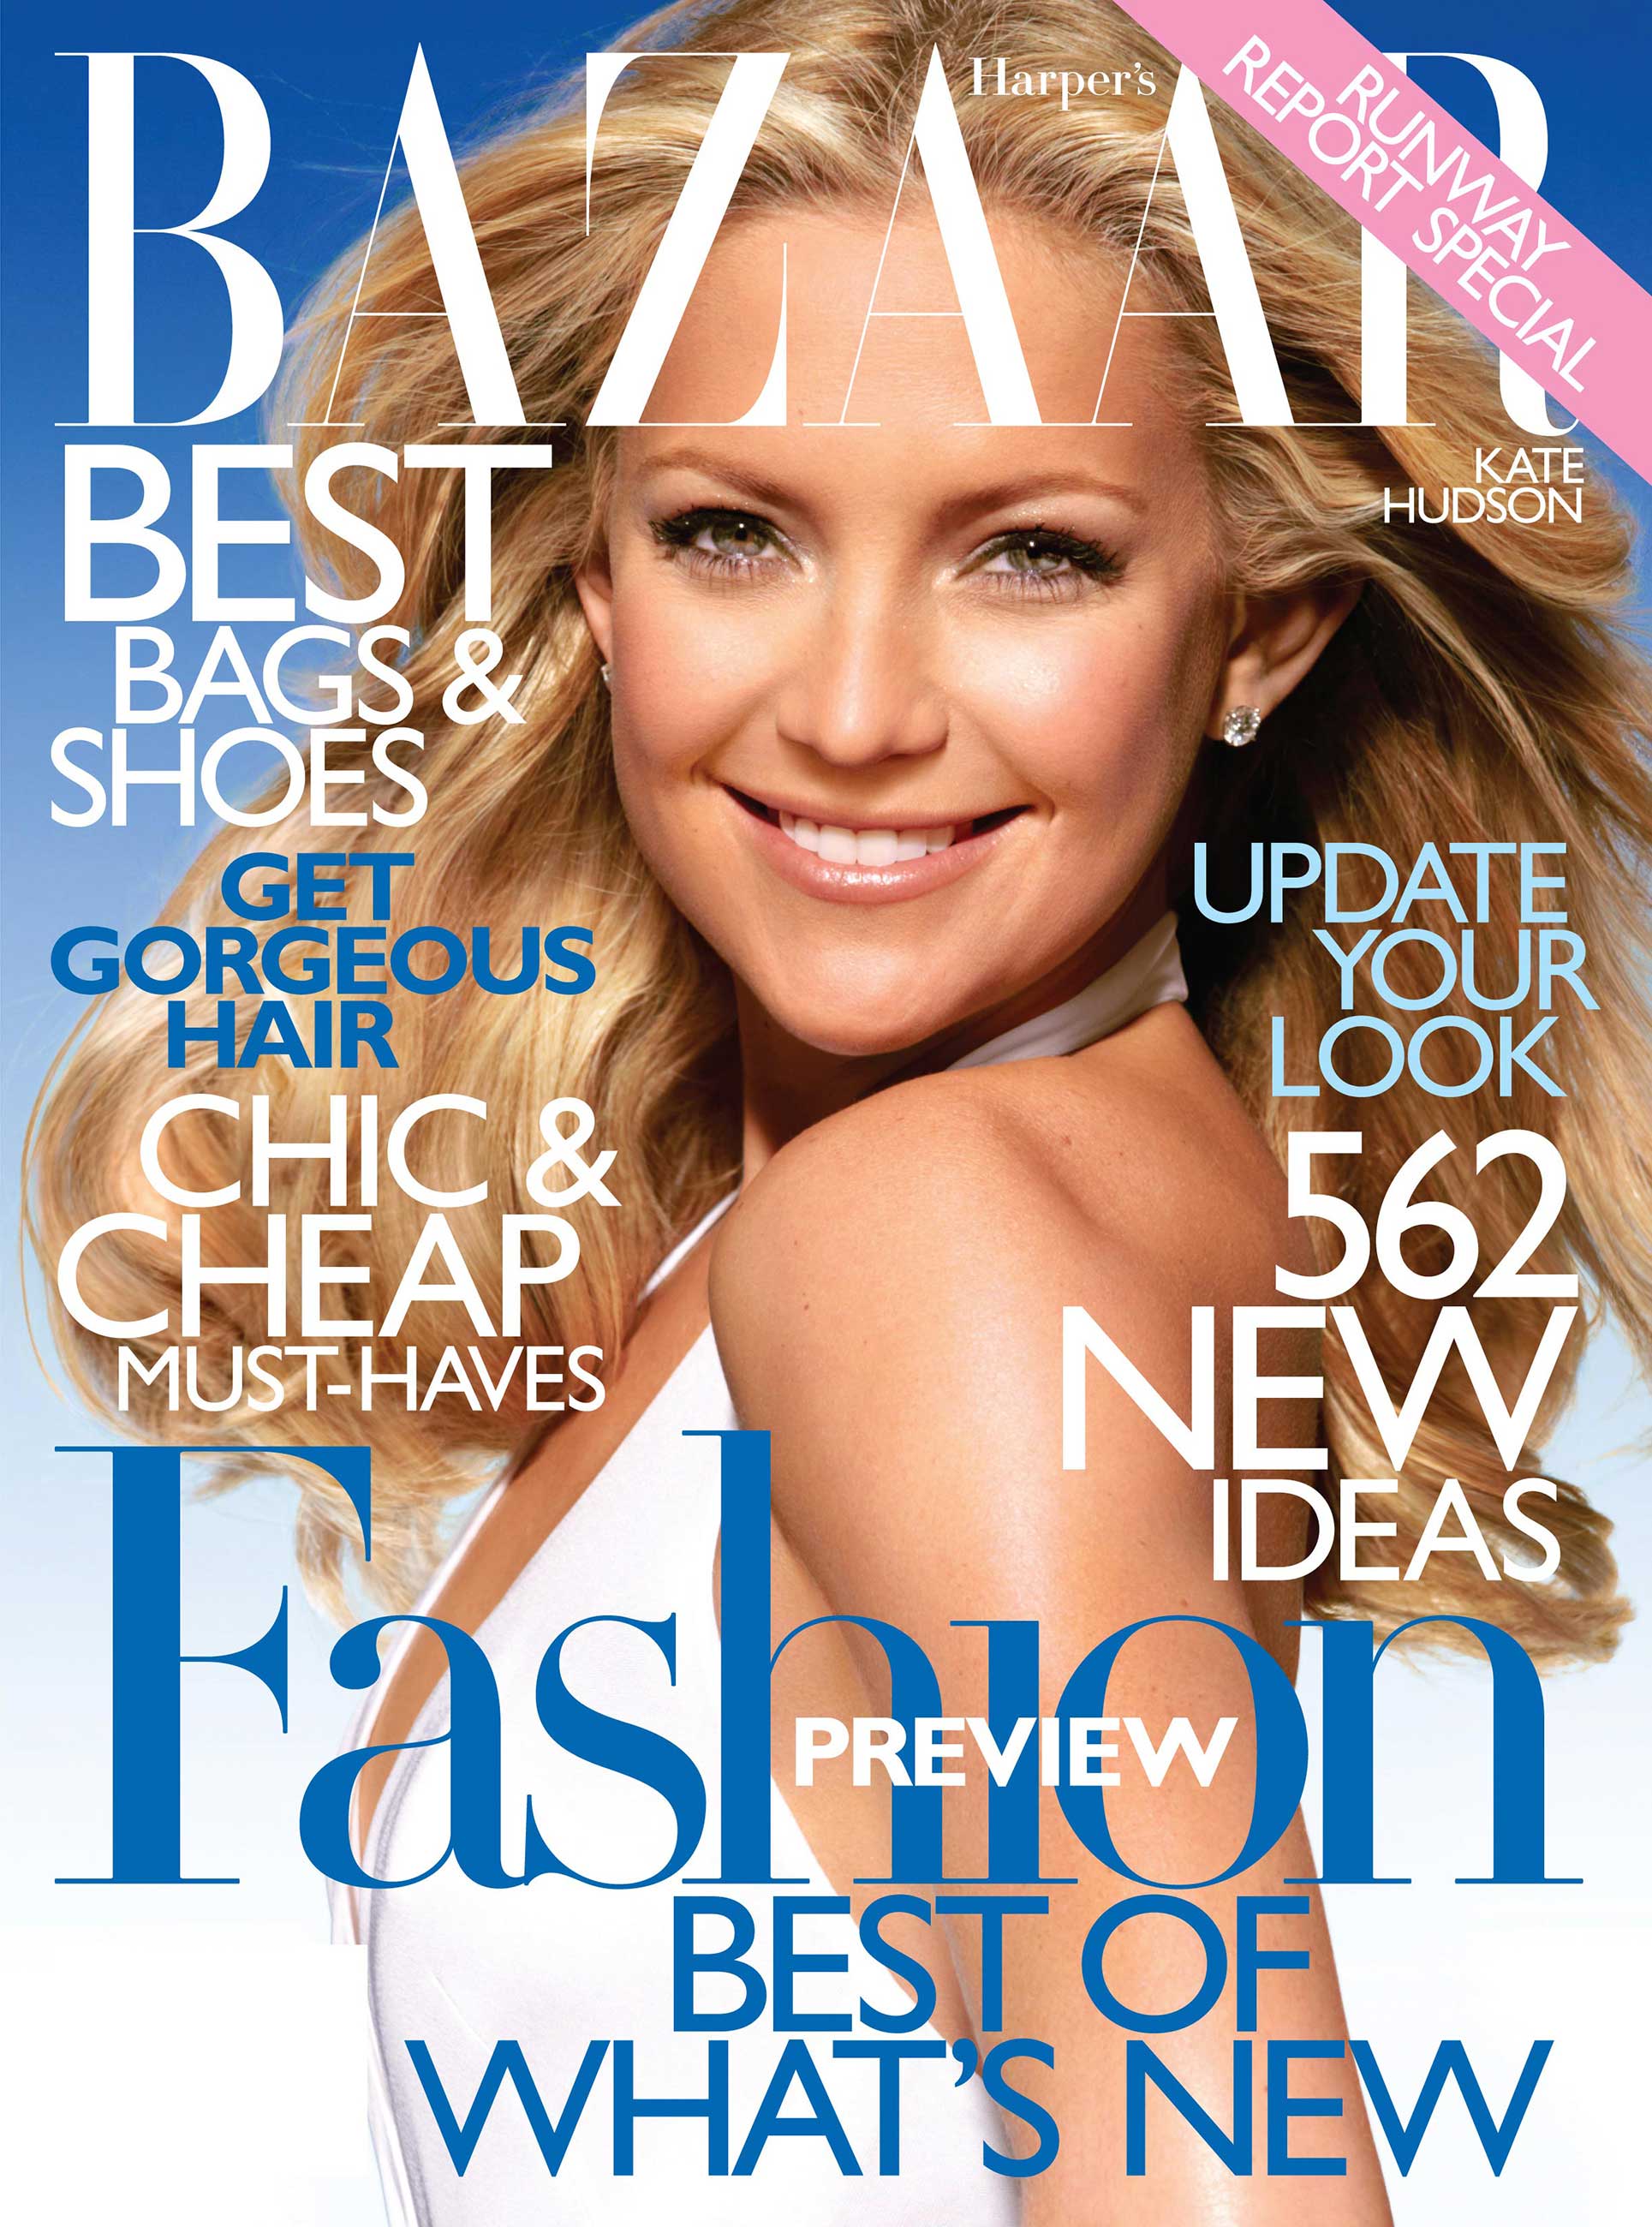 Harper's
BAZAAR
RUNWAY
REPORT SPECIAL
KATE
HUDSON
BEST
BAGS &
SHOES
GET
GORGEOUS
HAIR
CHIC &
CHEAP
MUST-HAVES
UPDATE
YOUR
LOOK
562
NEW
IDEAS
Fashion
PREVIEW
BEST OF
WHAT'S NEW